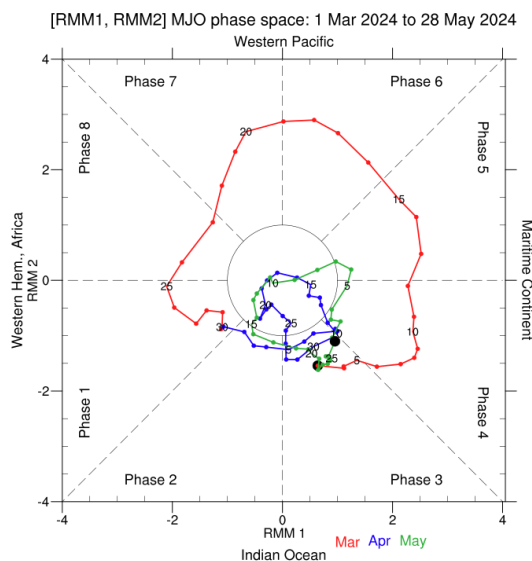 [RMM1, RMM2] MJO phase space: 1 Mar 2024 to 28 May 2024
Western Pacific
4
Phase 7
Phase 6
20
Phase 8
Phase 5
2
15
Western Hem., Africa
RMM 2
Maritime Continent
25
10
15
5
0
20
15
30
25
10
10
5
30
20
25
5
-2
Phase 1
Phase 4
Phase 2
Phase 3
-4
-4
-2
0
2
4
RMM 1
Mar Apr May
Indian Ocean